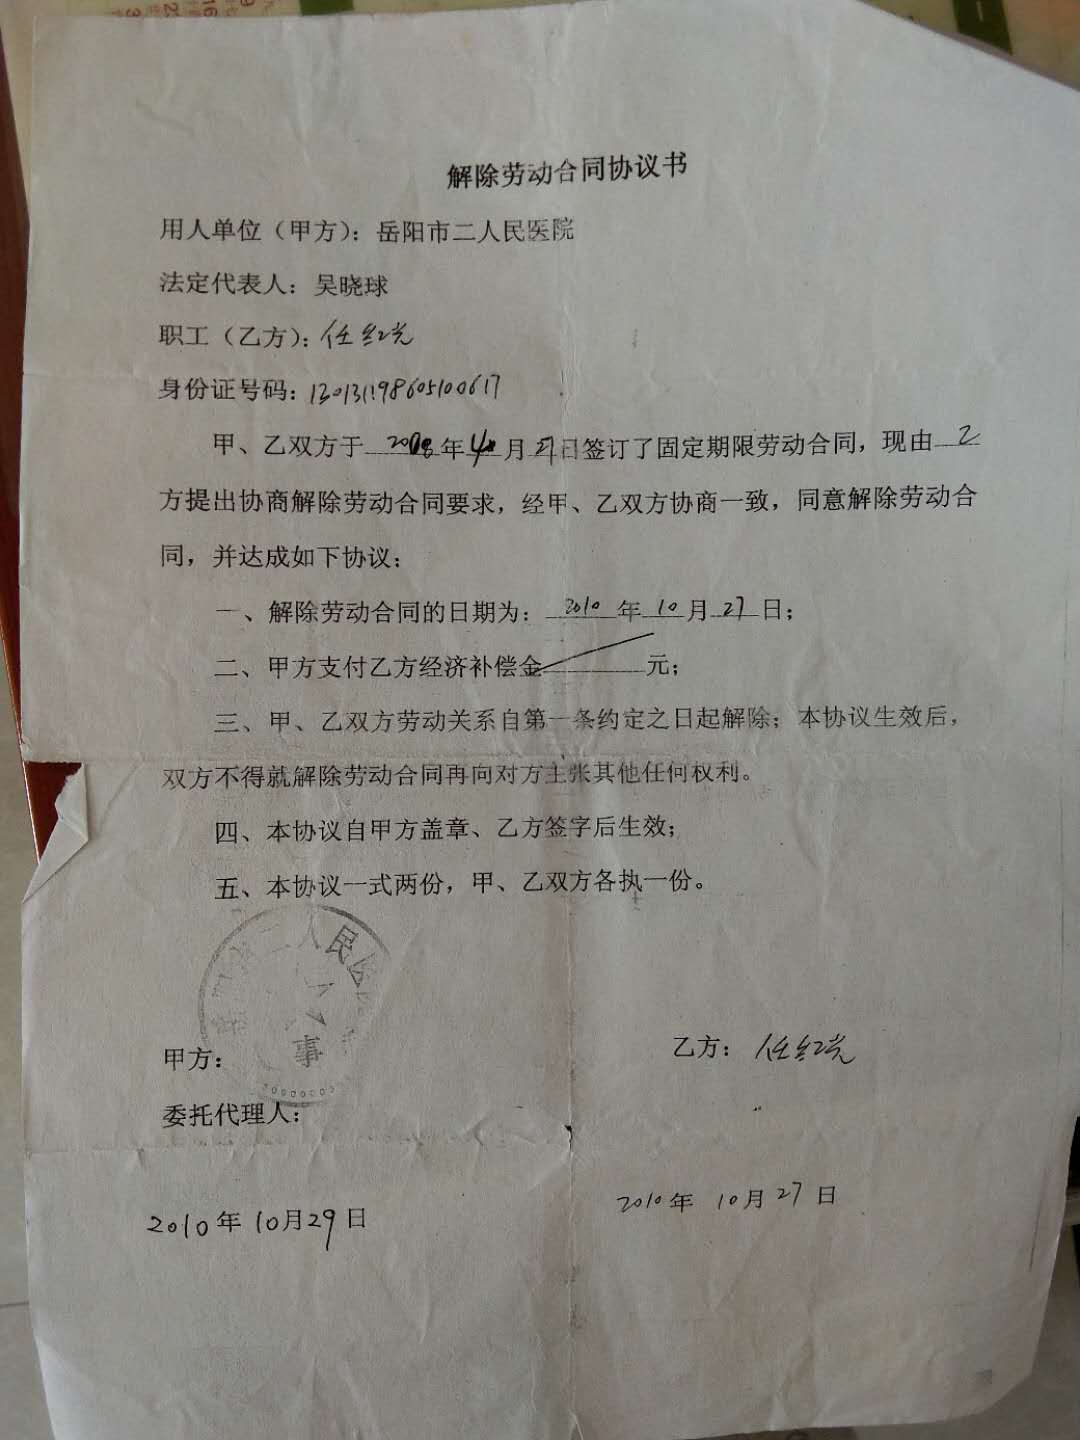 解除劳动合同协议书
用人单位（甲方）：岳阳市二人民医院
法定代表人：吴晓球
职工（乙方）：任红光
身份证号码：130131198605100617
甲、乙双方于2008年4月日签订了固定期限劳动合同，现由乙
方提出协商解除劳动合同要求，经甲、乙双方协商一致，同意解除劳动合
同，并达成如下协议：
一、解除劳动合同的日期为：2010年10月27日；
二、甲方支付乙方经济补偿金元；
三、甲、乙双方劳动关系自第一条约定之日起解除；本协议生效后，
双方不得就解除劳动合同再向对方主张其他任何权利。
四、本协议自甲方盖章、乙方签字后生效；
五、本协议一式两份，甲、乙双方各执一份。
二人民医
事
甲方：
乙方：任红光
委托代理人：
2010年10月29日
2010年10月27日